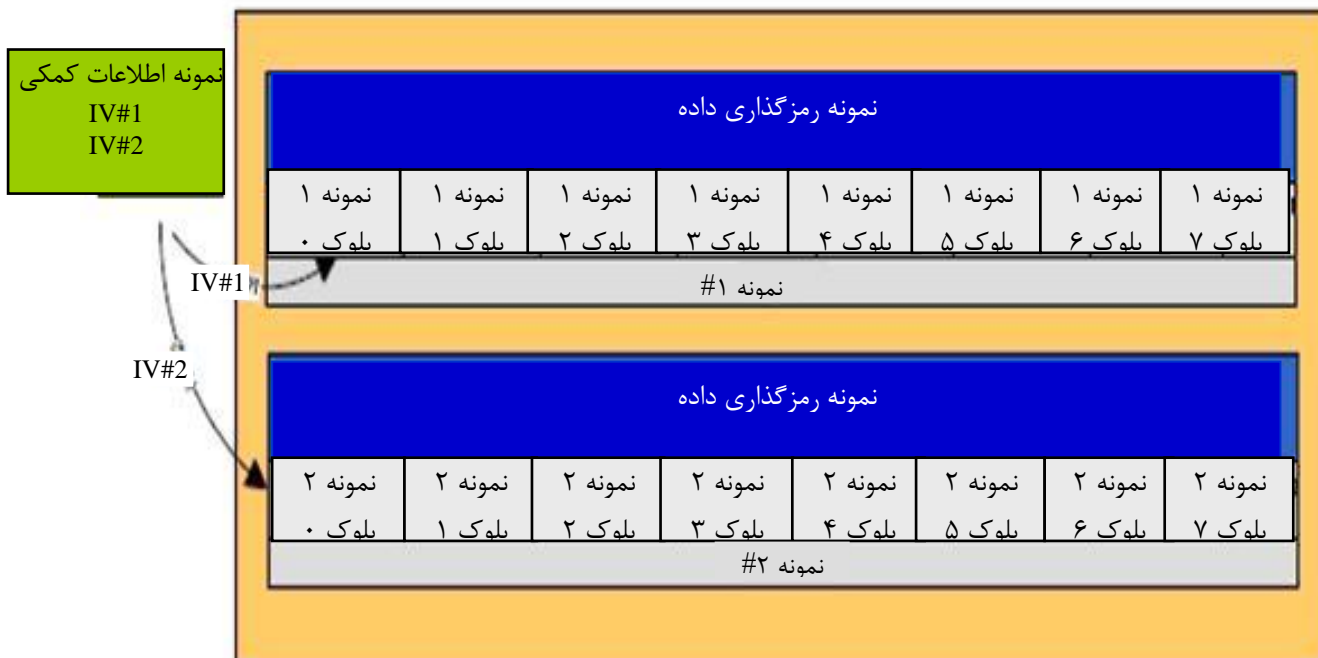 نمونه اطلاعات کمکی
IV#1
IV#2
نمونه رمزگذاری داده
نمونه ۱ نمونه ۱ نمونه ۱ نمونه ۱ نمونه ۱ نمونه ۱ نمونه ۱ نمونه ۱
بلوک ۰ بلوک ۱ بلوک ۲ بلوک ۳ بلوک ۴ بلوک ۵ بلوک ۶ بلوک ۷
نمونه ۱#
IV#1
نمونه رمزگذاری داده
نمونه ۲ نمونه ۲ نمونه ۲ نمونه ۲ نمونه ۲ نمونه ۲ نمونه ۲ نمونه ۲
بلوک ۰ بلوک ۱ بلوک ۲ بلوک ۳ بلوک ۴ بلوک ۵ بلوک ۶ بلوک ۷
نمونه ۲#
IV#2